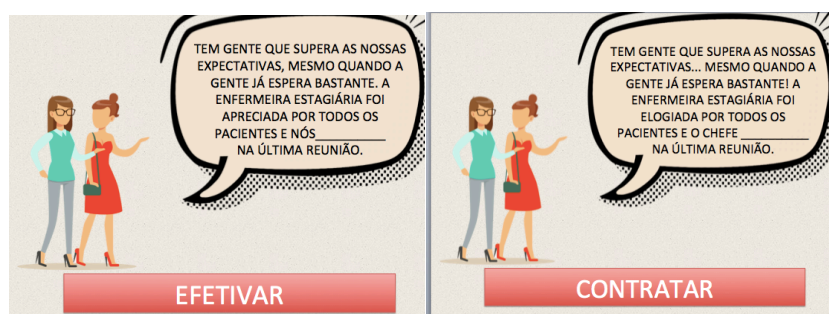 TEM GENTE QUE SUPERA AS NOSSAS
EXPECTATIVAS, MESMO QUANDO A
GENTE JÁ ESPERA BASTANTE. A
ENFERMEIRA ESTAGIÁRIA FOI
APRECIADA POR TODOS OS
PACIENTES E NÓS__________
NA ÚLTIMA REUNIÃO.
EFETIVAR
TEM GENTE QUE SUPERA AS NOSSAS
EXPECTATIVAS... MESMO QUANDO A
GENTE JÁ ESPERA BASTANTE! A
ENFERMEIRA ESTAGIÁRIA FOI
ELOGIADA POR TODOS OS
PACIENTES E O CHEFE __________
NA ÚLTIMA REUNIÃO.
CONTRATAR